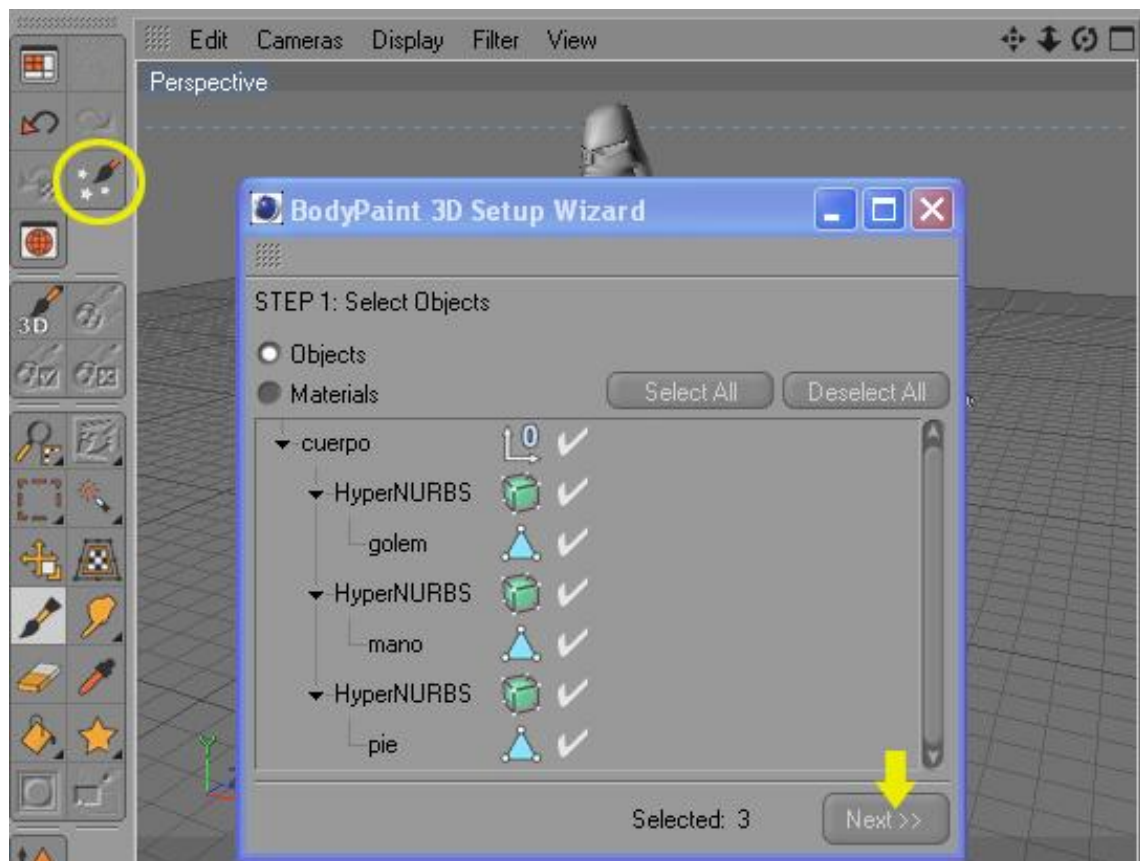 Edit Cameras Display Filter View
Perspective
BodyPaint 3D Setup Wizard
STEP 1: Select Objects
Objects
Materials
Select All Deselect All
cuerpo 0
HyperNURBS
golem
HyperNURBS
mano
HyperNURBS
pie
Selected: 3 Next >>
3D
Y